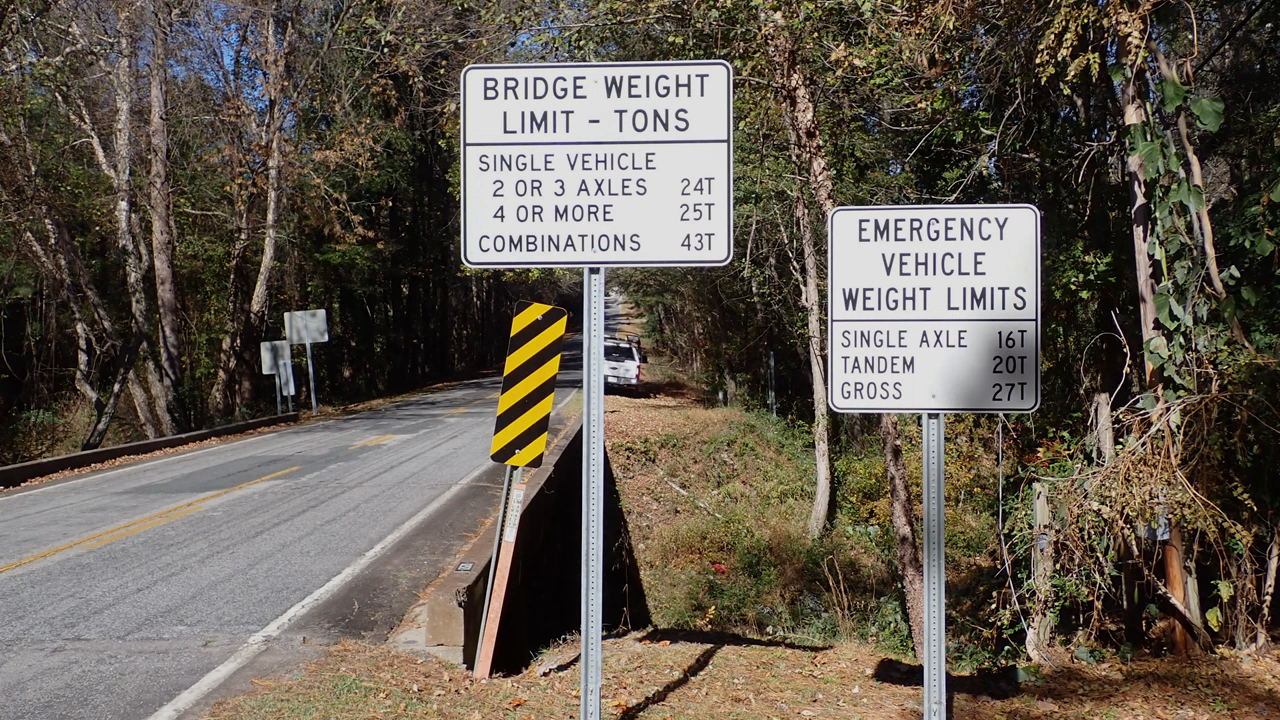 BRIDGE WEIGHT
LIMIT - TONS
SINGLE VEHICLE
2 OR 3 AXLES 24T
4 OR MORE 25T
COMBINATIONS 43T
EMERGENCY
VEHICLE
WEIGHT LIMITS
SINGLE AXLE 16T
TANDEM 20T
GROSS 27T